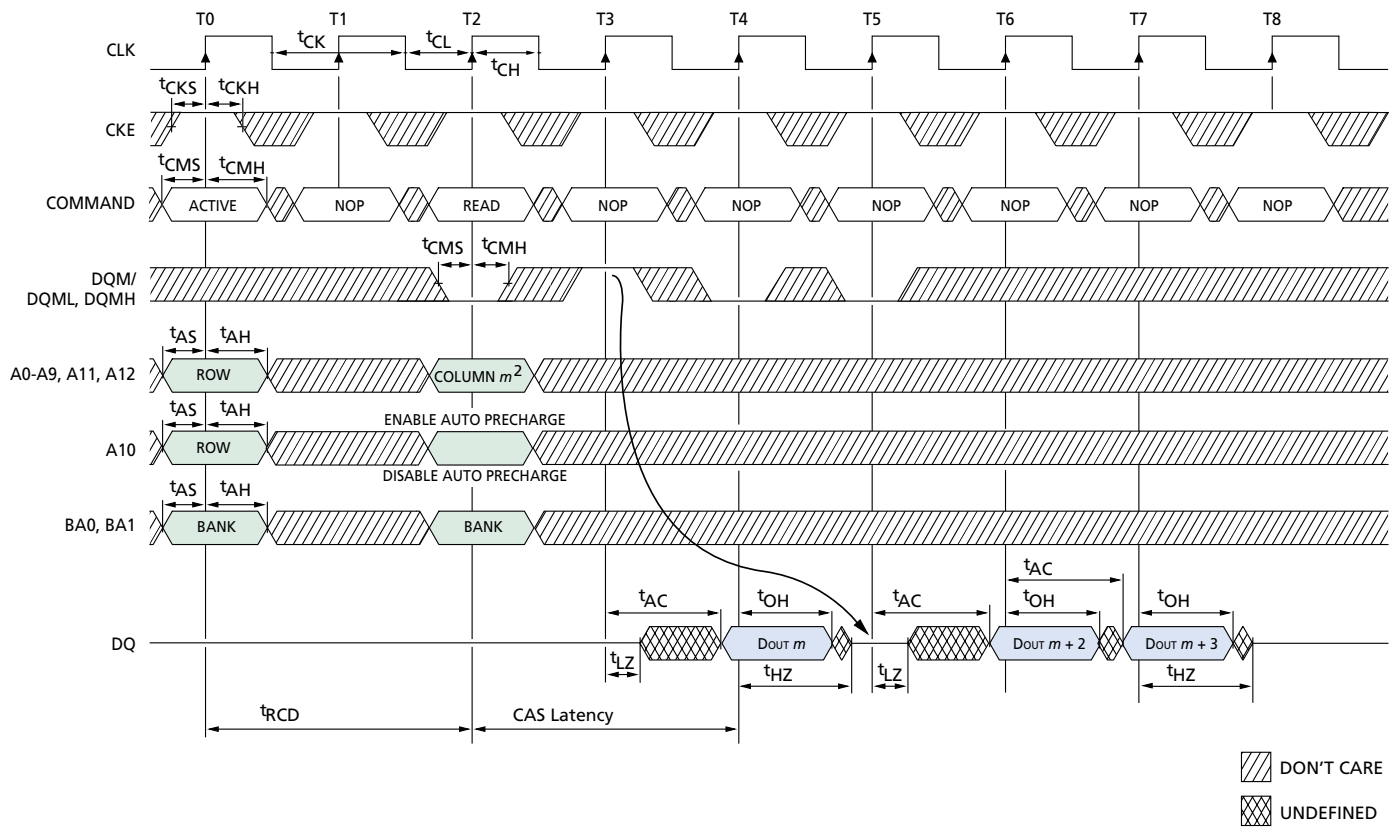 T0 T1 T2 T3 T4 T5 T6 T7 T8
CLK
tCK tCL
tCH
tCKS tCKH
CKE
tCMS tCMH
COMMAND ACTIVE NOP READ NOP NOP NOP NOP NOP NOP
tCMS tCMH
DQM/
DQML, DQMH
tAS tAH
A0-A9, A11, A12 ROW COLUMN m2
tAS tAH ENABLE AUTO PRECHARGE
A10 ROW
DISABLE AUTO PRECHARGE
tAS tAH
BA0, BA1 BANK BANK
tAC
tAC tOH tAC tOH tOH
DQ DOUT m DOUT m + 2 DOUT m + 3
tLZ tHZ tLZ tHZ
tRCD CAS Latency
DON'T CARE
UNDEFINED